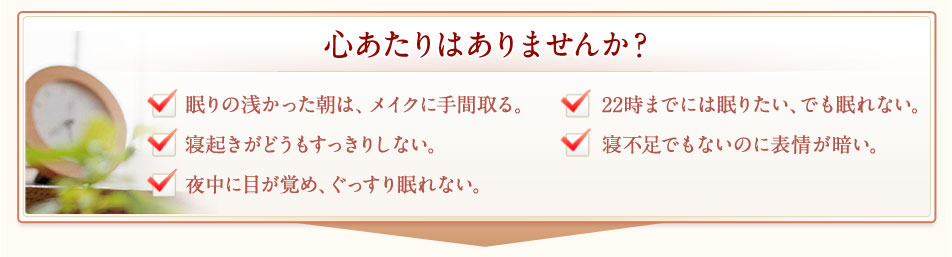 心あたりはありませんか？
眠りの浅かった朝は、メイクに手間取る。
寝起きがどうもすっきりしない。
夜中に目が覚め、ぐっすり眠れない。
22時までには眠りたい、でも眠れない。
寝不足でもないのに表情が暗い。